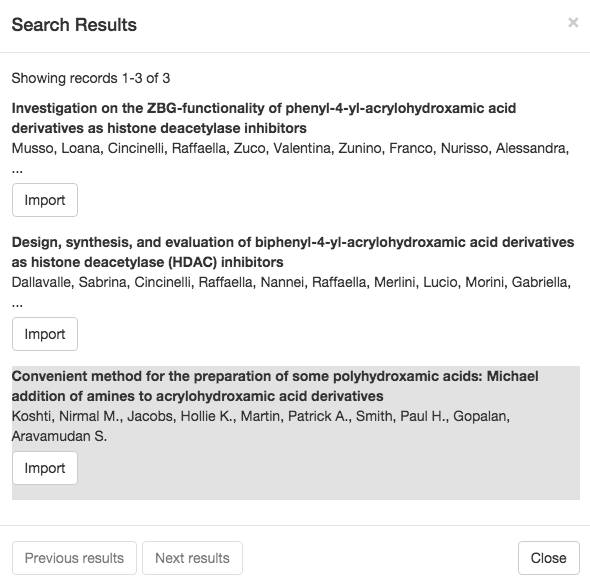 Search Results
×
Showing records 1-3 of 3
Investigation on the ZBG-functionality of phenyl-4-yl-acrylohydroxamic acid
derivatives as histone deacetylase inhibitors
Musso, Loana, Cincinelli, Raffaella, Zuco, Valentina, Zunino, Franco, Nurisso, Alessandra,
...
Import
Design, synthesis, and evaluation of biphenyl-4-yl-acrylohydroxamic acid derivatives
as histone deacetylase (HDAC) inhibitors
Dallavalle, Sabrina, Cincinelli, Raffaella, Nannei, Raffaella, Merlini, Lucio, Morini, Gabriella,
...
Import
Convenient method for the preparation of some polyhydroxamic acids: Michael
addition of amines to acrylohydroxamic acid derivatives
Koshti, Nirmal M., Jacobs, Hollie K., Martin, Patrick A., Smith, Paul H., Gopalan,
Aravamudan S.
Import
Previous results Next results Close